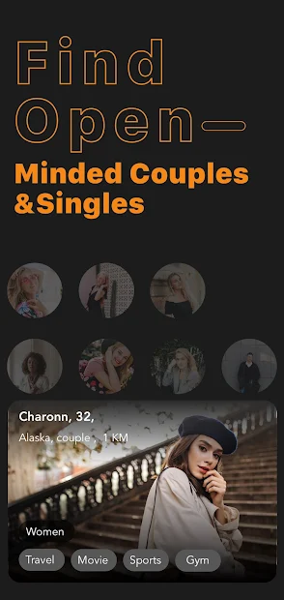 Find
Open—
Minded Couples
&Singles
Charonn, 32,
Alaska, couple , 1 KM
Women
Travel Movie Sports Gym